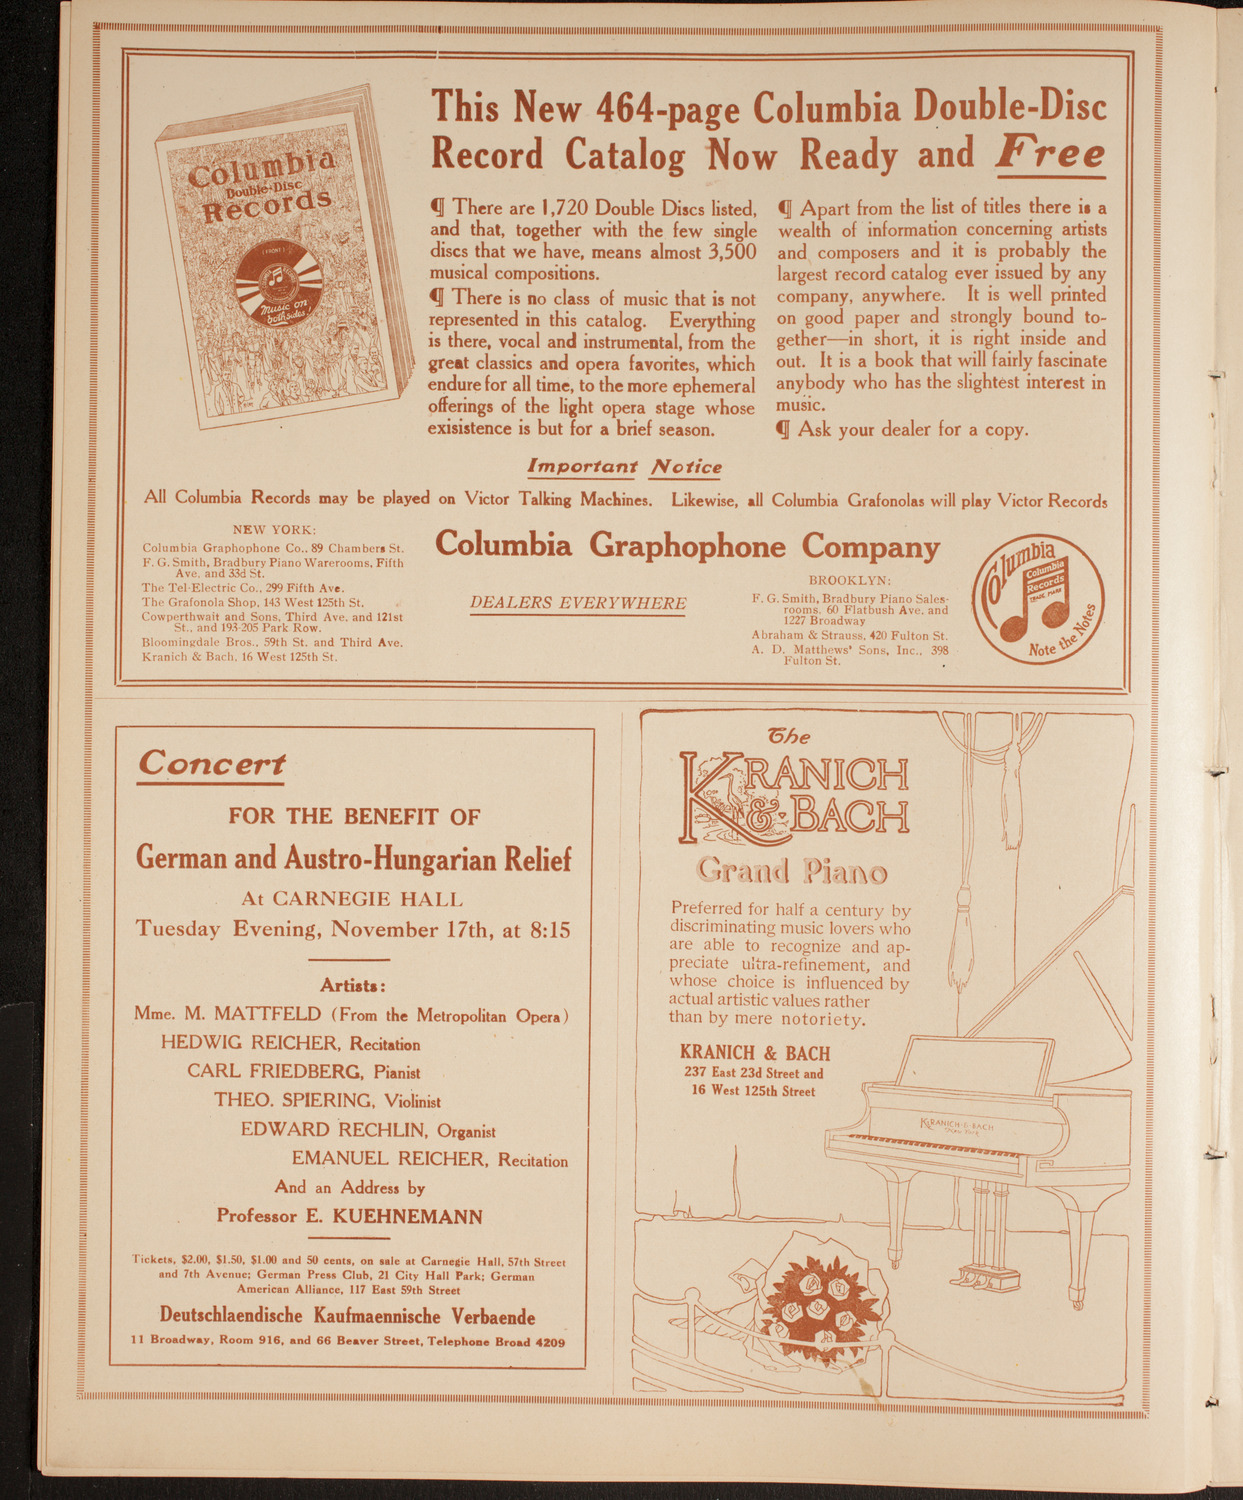 This New 464-page Columbia Double-Disc
Record Catalog Now Ready and Free
Columbia
Double-Disc
Records
(FRONT)
Music on
both sides!
¶ There are 1,720 Double Discs listed,
and that, together with the few single
discs that we have, means almost 3,500
musical compositions.
¶ There is no class of music that is not
represented in this catalog. Everything
is there, vocal and instrumental, from the
great classics and opera favorites, which
endure for all time, to the more ephemeral
offerings of the light opera stage whose
exisistence is but for a brief season.
¶ Apart from the list of titles there is a
wealth of information concerning artists
and composers and it is probably the
largest record catalog ever issued by any
company, anywhere. It is well printed
on good paper and strongly bound to-
gether—in short, it is right inside and
out. It is a book that will fairly fascinate
anybody who has the slightest interest in
music.
¶ Ask your dealer for a copy.
Important Notice
All Columbia Records may be played on Victor Talking Machines. Likewise, all Columbia Grafonolas will play Victor Records
NEW YORK:
Columbia Graphophone Co., 89 Chambers St.
F. G. Smith, Bradbury Piano Warerooms, Fifth
Ave. and 33d St.
The Tel-Electric Co., 299 Fifth Ave.
The Grafonola Shop, 143 West 125th St.
Cowperthwait and Sons, Third Ave. and 121st
St., and 193-205 Park Row.
Bloomingdale Bros., 59th St. and Third Ave.
Kranich & Bach, 16 West 125th St.
Columbia Graphophone Company
DEALERS EVERYWHERE
BROOKLYN:
F. G. Smith, Bradbury Piano Sales-
rooms, 60 Flatbush Ave. and
1227 Broadway
Abraham & Strauss, 420 Fulton St.
A. D. Matthews' Sons, Inc., 398
Fulton St.
Columbia
Columbia
Records
TRADE MARK
Note the Notes
Concert
FOR THE BENEFIT OF
German and Austro-Hungarian Relief
At CARNEGIE HALL
Tuesday Evening, November 17th, at 8:15
Artists:
Mme. M. MATTFELD (From the Metropolitan Opera)
HEDWIG REICHER, Recitation
CARL FRIEDBERG, Pianist
THEO. SPIERING, Violinist
EDWARD RECHLIN, Organist
EMANUEL REICHER, Recitation
And an Address by
Professor E. KUEHNEMANN
Tickets, $2.00, $1.50, $1.00 and 50 cents, on sale at Carnegie Hall, 57th Street
and 7th Avenue; German Press Club, 21 City Hall Park; German
American Alliance, 117 East 59th Street
Deutschlaendische Kaufmaennische Verbaende
11 Broadway, Room 916, and 66 Beaver Street, Telephone Broad 4209
The
KRANICH
& BACH
Grand Piano
Preferred for half a century by
discriminating music lovers who
are able to recognize and ap-
preciate ultra-refinement, and
whose choice is influenced by
actual artistic values rather
than by mere notoriety.
KRANICH & BACH
237 East 23d Street and
16 West 125th Street
KRANICH & BACH